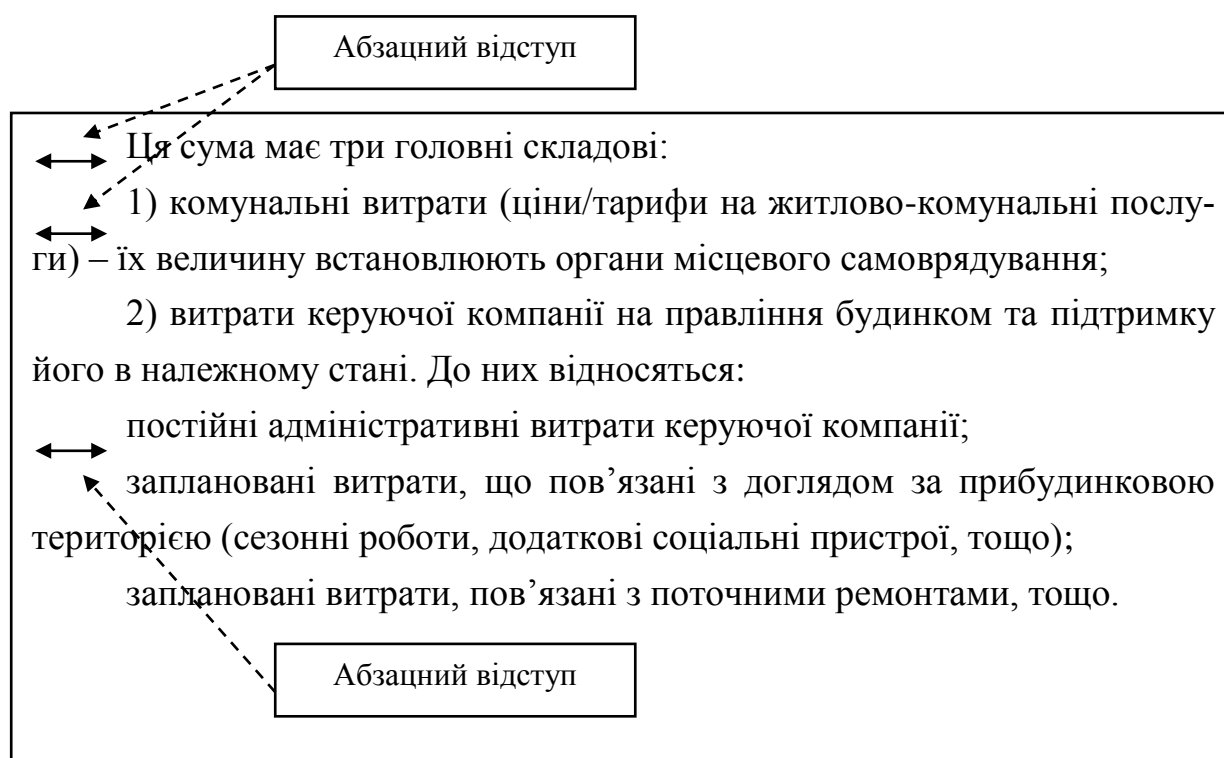 Абзацний відступ
Ця сума має три головні складові:
1) комунальні витрати (ціни/тарифи на житлово-комунальні послу-
ги) – їх величину встановлюють органи місцевого самоврядування;
2) витрати керуючої компанії на правління будинком та підтримку
його в належному стані. До них відносяться:
постійні адміністративні витрати керуючої компанії;
заплановані витрати, що пов’язані з доглядом за прибудинковою
територією (сезонні роботи, додаткові соціальні пристрої, тощо);
заплановані витрати, пов’язані з поточними ремонтами, тощо.
Абзацний відступ